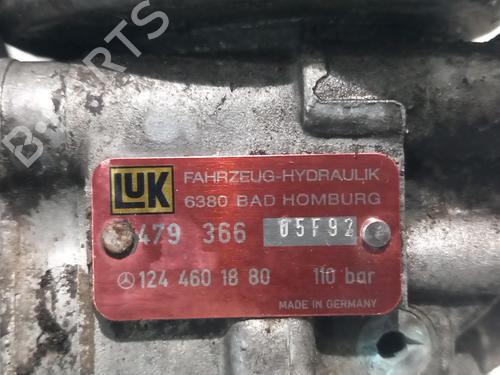 B-PARTS
LUK
FAHRZEUG-HYDRAULIK
6380 BAD HOMBURG
479 366 05F92
124 460 18 80 110 bar
MADE IN GERMANY